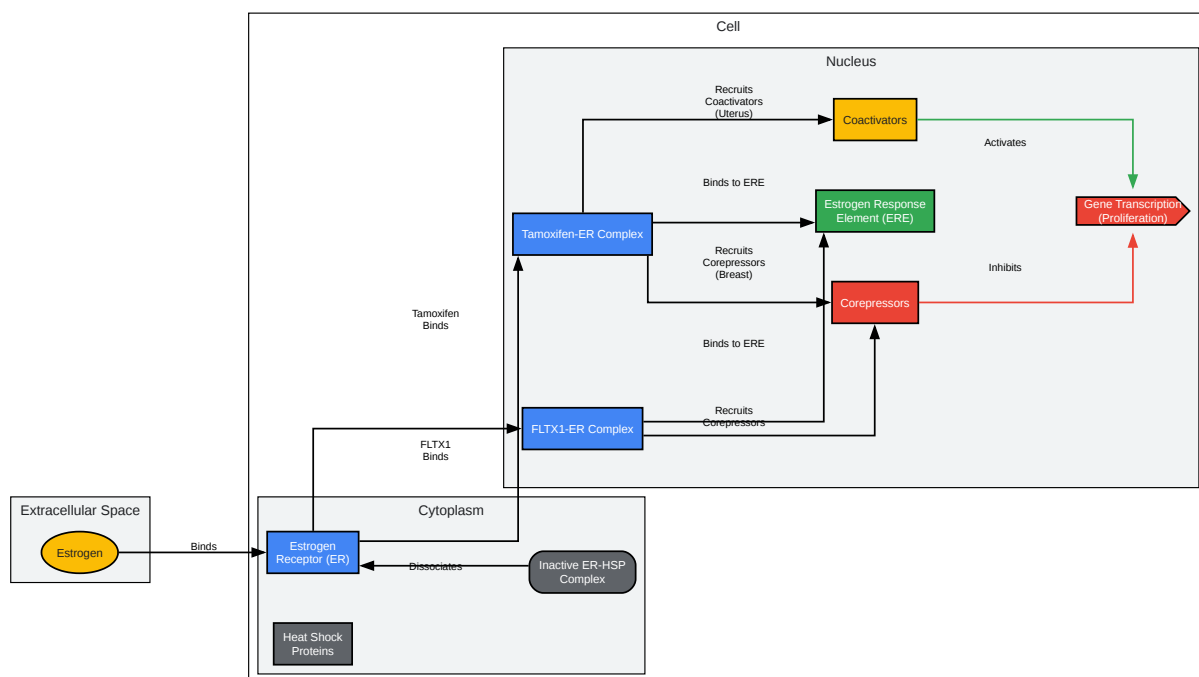 Cell
Nucleus
Recruits
Coactivators
(Uterus)
Coactivators
Activates
Binds to ERE
Estrogen Response
Element (ERE)
Gene Transcription
(Proliferation)
Tamoxifen-ER Complex
Recruits
Corepressors
(Breast)
Inhibits
Corepressors
Tamoxifen
Binds
Binds to ERE
Recruits
Corepressors
FLTX1-ER Complex
FLTX1
Binds
Extracellular Space
Estrogen
Binds
Cytoplasm
Estrogen
Receptor (ER)
Dissociates
Inactive ER-HSP
Complex
Heat Shock
Proteins